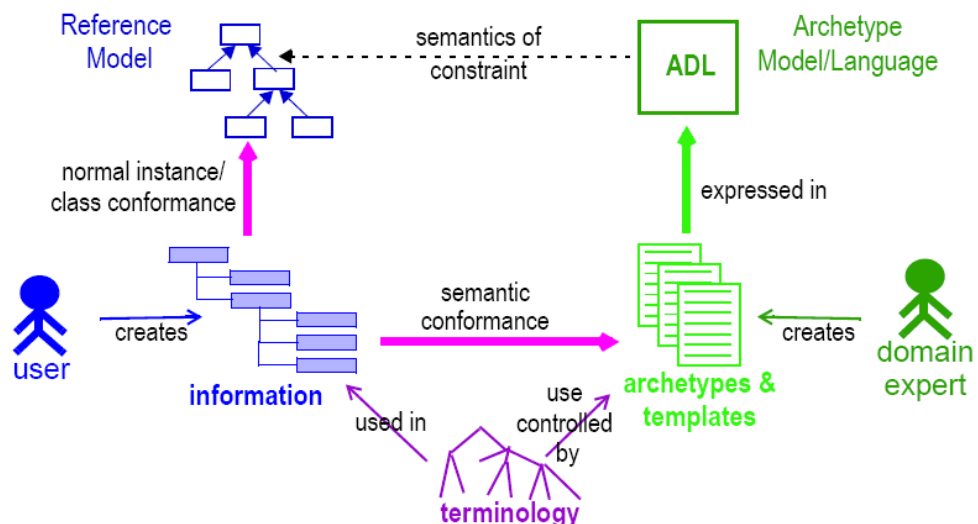 Reference
Model
semantics of
constraint
ADL
Archetype
Model/Language
normal instance/
class conformance
expressed in
user
creates
information
semantic
conformance
archetypes &
templates
creates
domain
expert
used in
use
controlled
by
terminology